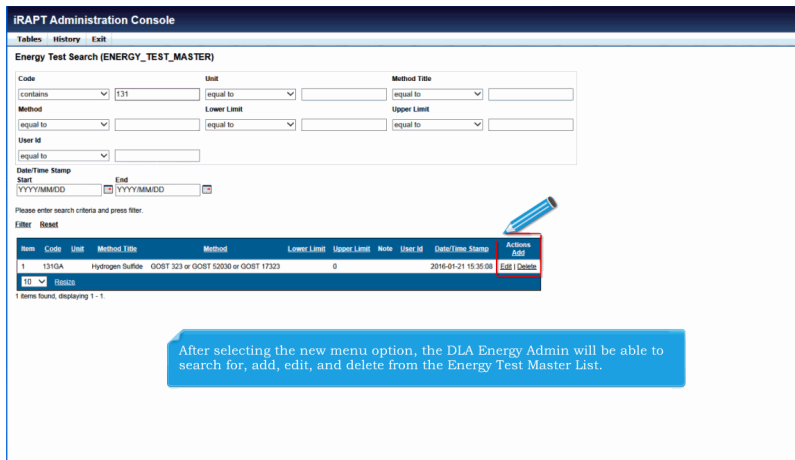 iRAPT Administration Console
Tables History Exit
Energy Test Search (ENERGY_TEST_MASTER)
Code Unit Method Title
contains 131 equal to equal to
Method Lower Limit Upper Limit
equal to equal to equal to
User Id
equal to
Date/Time Stamp
Start End
YYYY/MM/DD YYYY/MM/DD
Please enter search criteria and press filter.
Filter Reset
Item Code Unit Method Title Method Lower Limit Upper Limit Note User Id Date/Time Stamp Actions
Add
1 131GA Hydrogen Sulfide GOST 323 or GOST 52030 or GOST 17323 0 2016-01-21 15:35:08 Edit | Delete
10 Resize
1 items found, displaying 1 - 1.
After selecting the new menu option, the DLA Energy Admin will be able to
search for, add, edit, and delete from the Energy Test Master List.